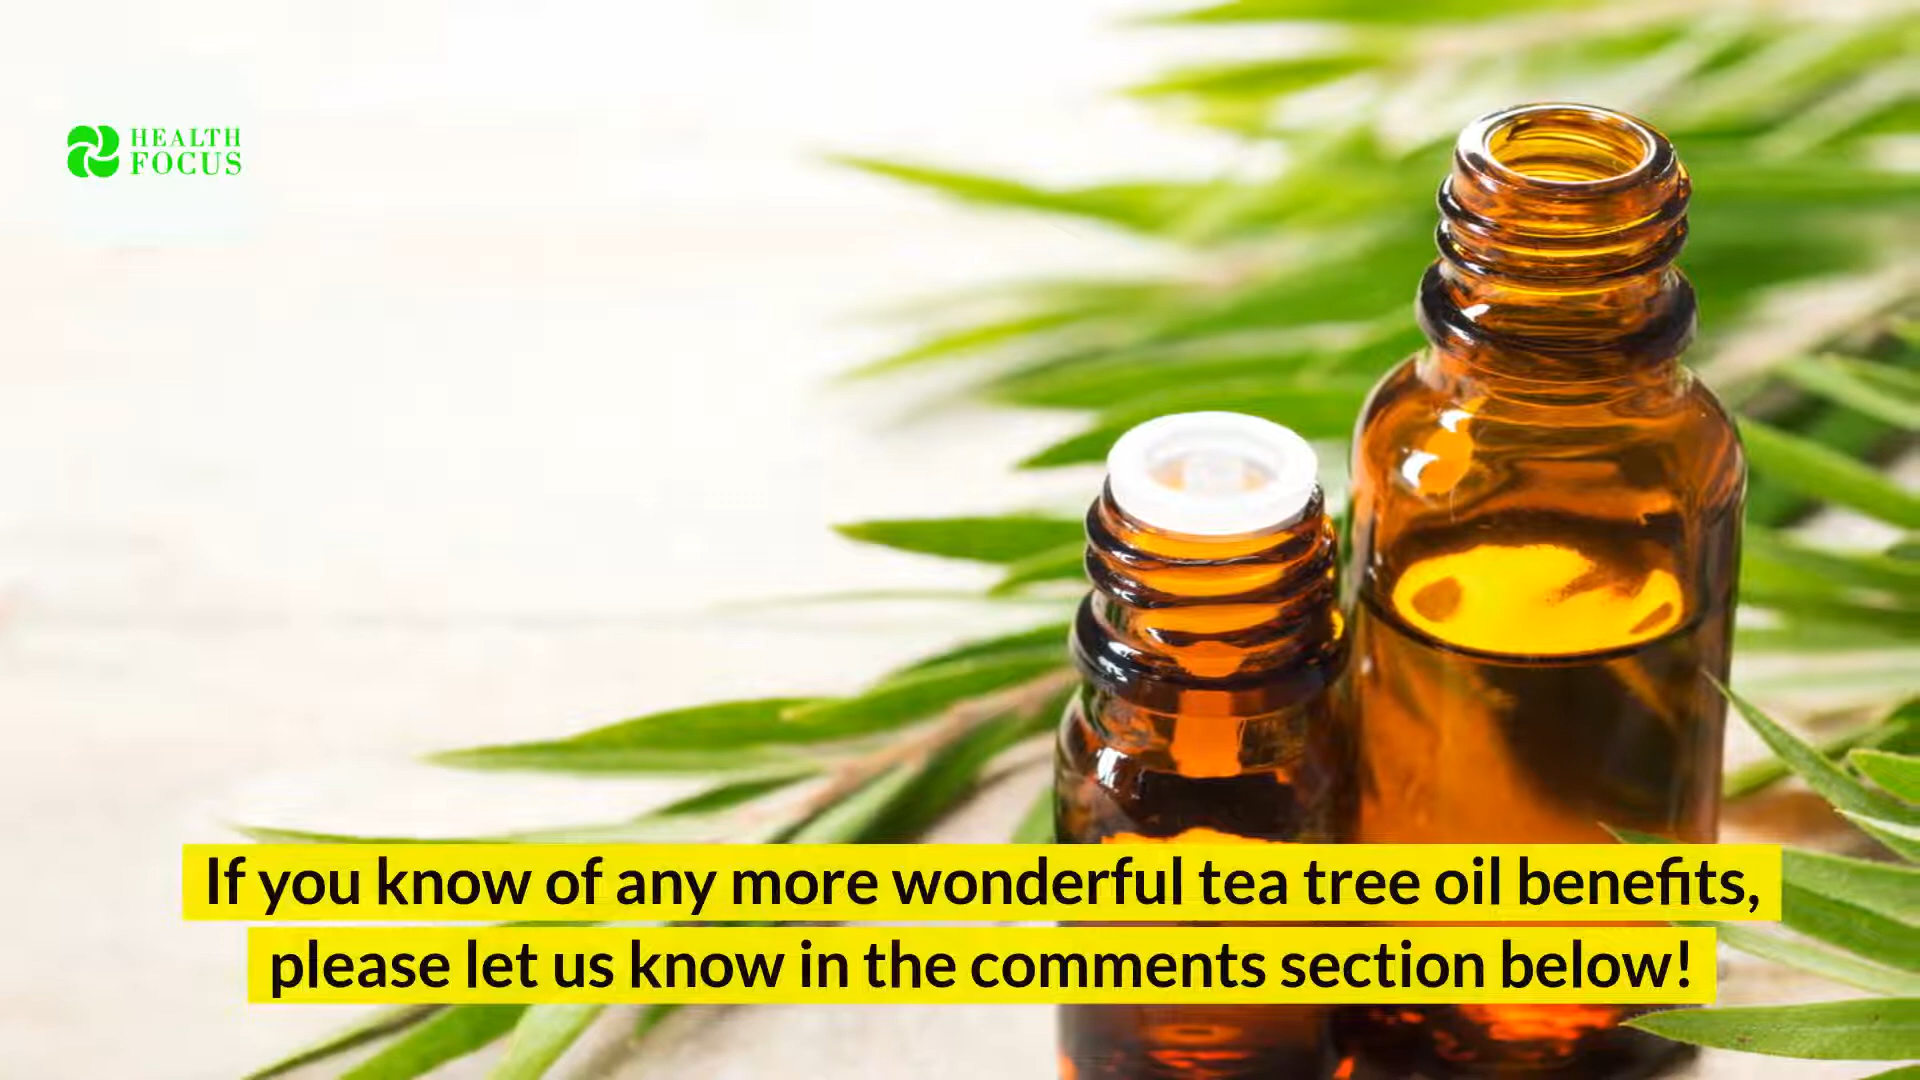 HEALTH
FOCUS
If you know of any more wonderful tea tree oil benefits,
please let us know in the comments section below!